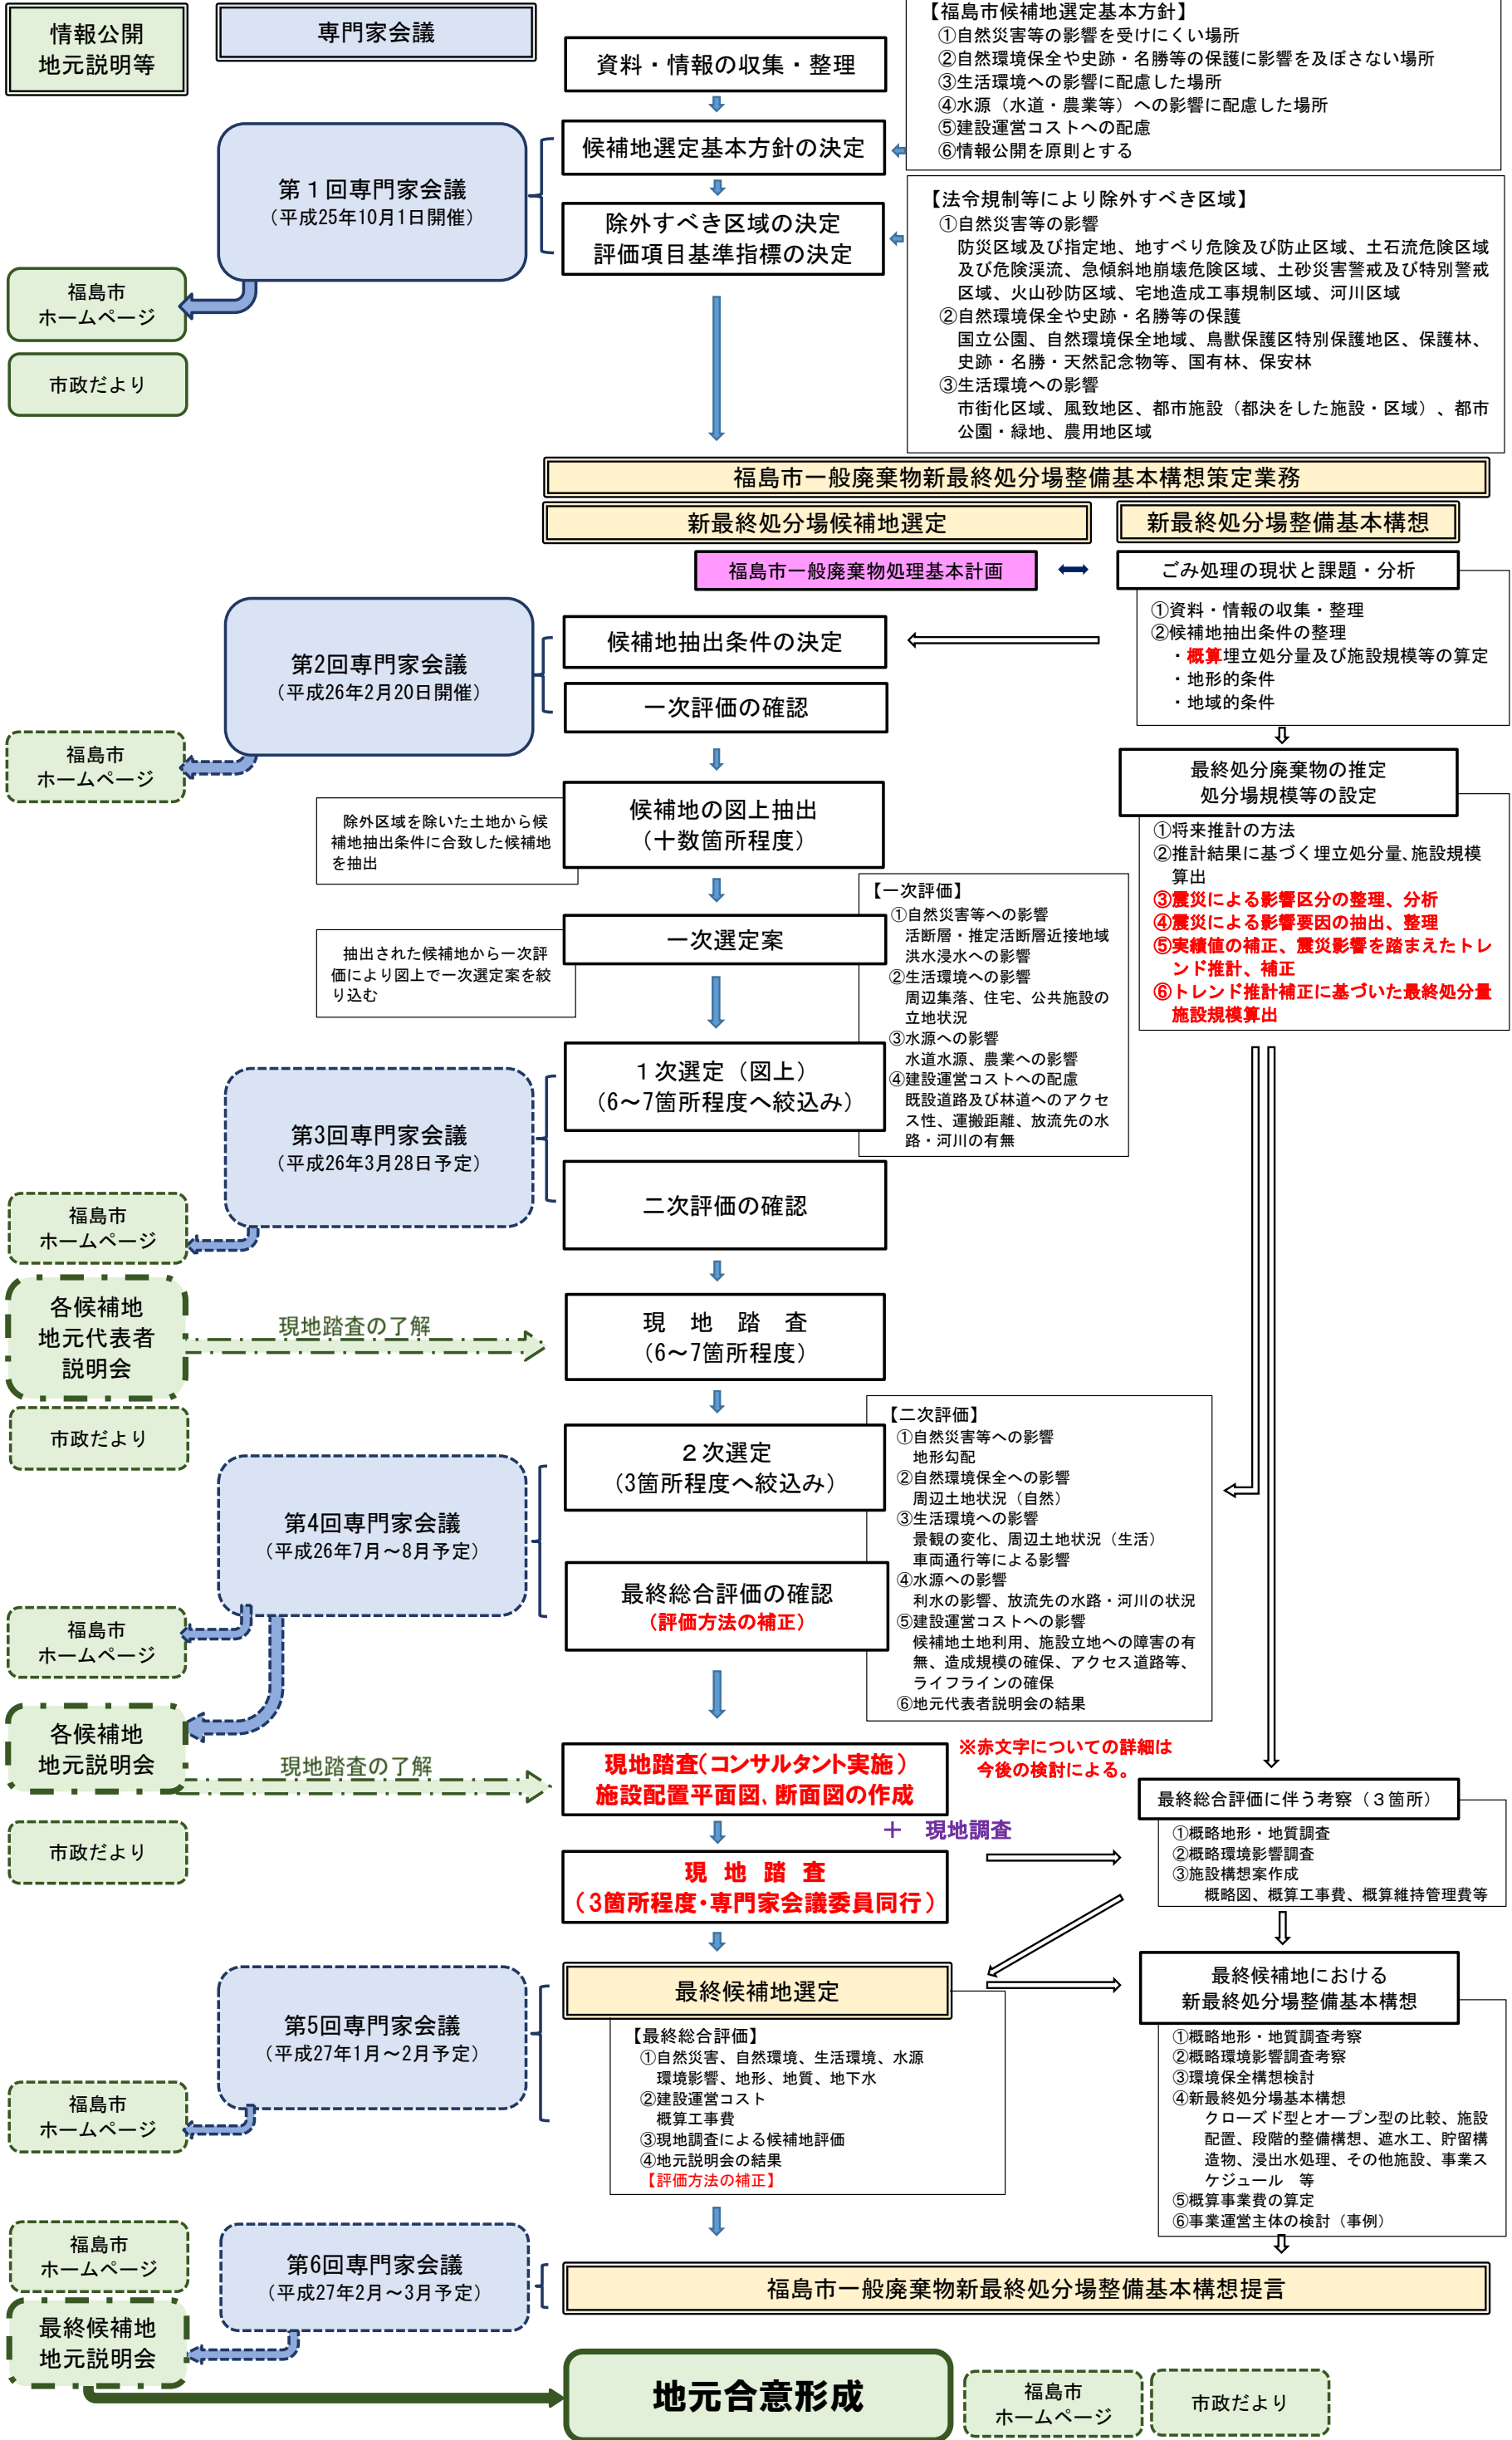 情報公開
地元説明等
専門家会議
資料・情報の収集・整理
【福島市候補地選定基本方針】
①自然災害等の影響を受けにくい場所
②自然環境保全や史跡・名勝等の保護に影響を及ぼさない場所
③生活環境への影響に配慮した場所
④水源（水道・農業等）への影響に配慮した場所
⑤建設運営コストへの配慮
⑥情報公開を原則とする
第１回専門家会議
（平成25年10月1日開催）
候補地選定基本方針の決定
除外すべき区域の決定
評価項目基準指標の決定
【法令規制等により除外すべき区域】
①自然災害等の影響
防災区域及び指定地、地すべり危険及び防止区域、土石流危険区域
及び危険渓流、急傾斜地崩壊危険区域、土砂災害警戒及び特別警戒
区域、火山砂防区域、宅地造成工事規制区域、河川区域
②自然環境保全や史跡・名勝等の保護
国立公園、自然環境保全地域、鳥獣保護区特別保護地区、保護林、
史跡・名勝・天然記念物等、国有林、保安林
③生活環境への影響
市街化区域、風致地区、都市施設（都決をした施設・区域）、都市
公園・緑地、農用地区域
福島市
ホームページ
市政だより
福島市一般廃棄物新最終処分場整備基本構想策定業務
新最終処分場候補地選定
新最終処分場整備基本構想
福島市一般廃棄物処理基本計画
ごみ処理の現状と課題・分析
①資料・情報の収集・整理
②候補地抽出条件の整理
・概算埋立処分量及び施設規模等の算定
・地形的条件
・地域的条件
第2回専門家会議
（平成26年2月20日開催）
候補地抽出条件の決定
一次評価の確認
福島市
ホームページ
最終処分廃棄物の推定
処分場規模等の設定
①将来推計の方法
②推計結果に基づく埋立処分量、施設規模
算出
③震災による影響区分の整理、分析
④震災による影響要因の抽出、整理
⑤実績値の補正、震災影響を踏まえたトレ
ンド推計、補正
⑥トレンド推計補正に基づいた最終処分量
施設規模算出
除外区域を除いた土地から候
補地抽出条件に合致した候補地
を抽出
候補地の図上抽出
（十数箇所程度）
抽出された候補地から一次評
価により図上で一次選定案を絞
り込む
一次選定案
【一次評価】
①自然災害等への影響
活断層・推定活断層近接地域
洪水浸水への影響
②生活環境への影響
周辺集落、住宅、公共施設の
立地状況
③水源への影響
水道水源、農業への影響
④建設運営コストへの配慮
既設道路及び林道へのアクセ
ス性、運搬距離、放流先の水
路・河川の有無
第3回専門家会議
（平成26年3月28日予定）
１次選定（図上）
（6～7箇所程度へ絞込み）
二次評価の確認
福島市
ホームページ
各候補地
地元代表者
説明会
現地踏査の了解
現　地　踏　査
（6～7箇所程度）
市政だより
第4回専門家会議
（平成26年7月～8月予定）
２次選定
（3箇所程度へ絞込み）
最終総合評価の確認
（評価方法の補正）
【二次評価】
①自然災害等への影響
地形勾配
②自然環境保全への影響
周辺土地状況（自然）
③生活環境への影響
景観の変化、周辺土地状況（生活）
車両通行等による影響
④水源への影響
利水の影響、放流先の水路・河川の状況
⑤建設運営コストへの影響
候補地土地利用、施設立地への障害の有
無、造成規模の確保、アクセス道路等、
ライフラインの確保
⑥地元代表者説明会の結果
福島市
ホームページ
各候補地
地元説明会
現地踏査の了解
現地踏査（コンサルタント実施）
施設配置平面図、断面図の作成
※赤文字についての詳細は
今後の検討による。
＋　現地調査
市政だより
現　地　踏　査
（3箇所程度・専門家会議委員同行）
最終総合評価に伴う考察（３箇所）
①概略地形・地質調査
②概略環境影響調査
③施設構想案作成
概略図、概算工事費、概算維持管理費等
第5回専門家会議
（平成27年1月～2月予定）
最終候補地選定
【最終総合評価】
①自然災害、自然環境、生活環境、水源
環境影響、地形、地質、地下水
②建設運営コスト
概算工事費
③現地調査による候補地評価
④地元説明会の結果
【評価方法の補正】
最終候補地における
新最終処分場整備基本構想
①概略地形・地質調査考察
②概略環境影響調査考察
③環境保全構想検討
④新最終処分場基本構想
クローズド型とオープン型の比較、施設
配置、段階的整備構想、遮水工、貯留構
造物、浸出水処理、その他施設、事業ス
ケジュール　等
⑤概算事業費の算定
⑥事業運営主体の検討（事例）
福島市
ホームページ
福島市
ホームページ
第6回専門家会議
（平成27年2月～3月予定）
福島市一般廃棄物新最終処分場整備基本構想提言
最終候補地
地元説明会
地元合意形成
福島市
ホームページ
市政だより